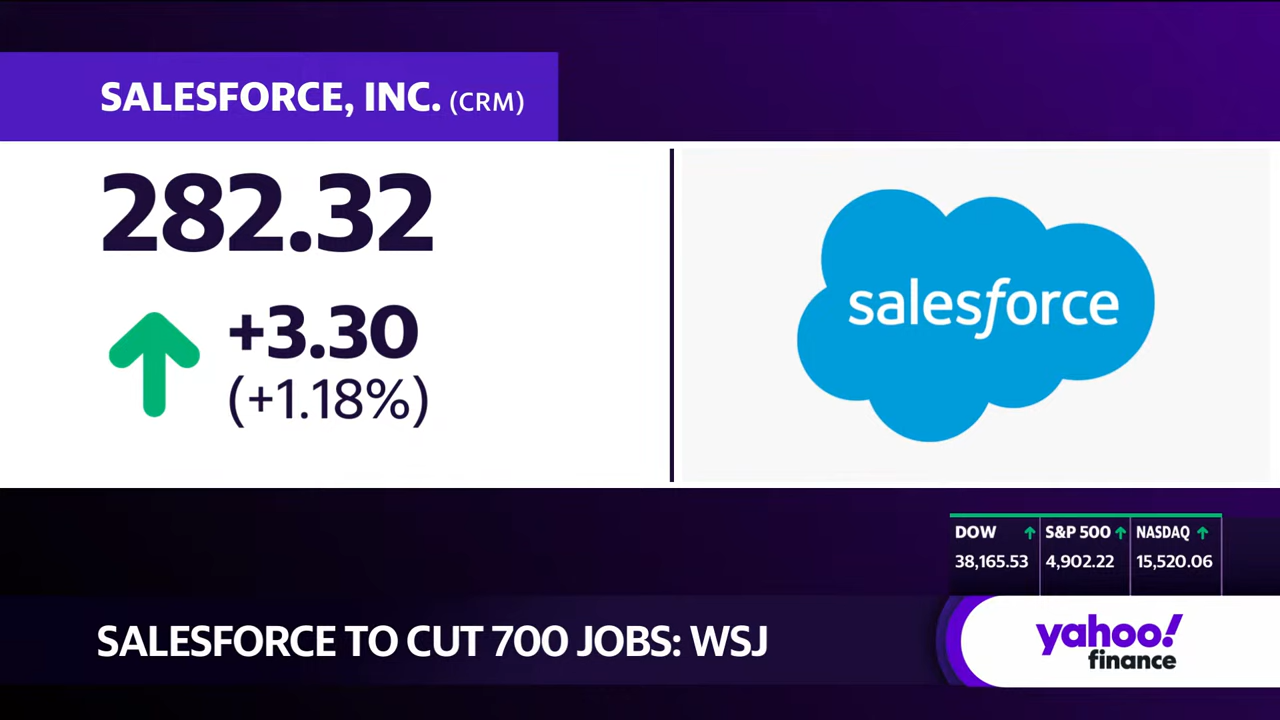 SALESFORCE, INC. (CRM)
282.32
+3.30
(+1.18%)
salesforce
DOW
38,165.53
S&P 500
4,902.22
NASDAQ
15,520.06
SALESFORCE TO CUT 700 JOBS: WSJ
yahoo!
finance